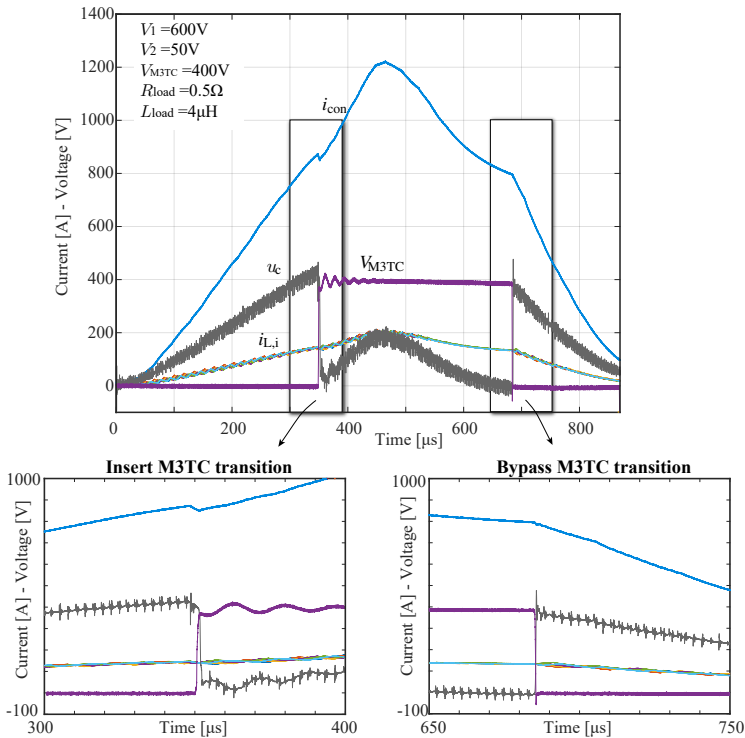 1400
1200
1000
800
600
400
200
0
Current [A] - Voltage [V]
V1 =600V
V2 =50V
VM3TC =400V
Rload =0.5Ω
Lload =4μH
icon
uc
VM3TC
iL,i
0
200
400
600
800
Time [μs]
Insert M3TC transition
1000
Current [A] - Voltage [V]
-100
300
Time [μs]
400
Bypass M3TC transition
1000
Current [A] - Voltage [V]
-100
650
Time [μs]
750